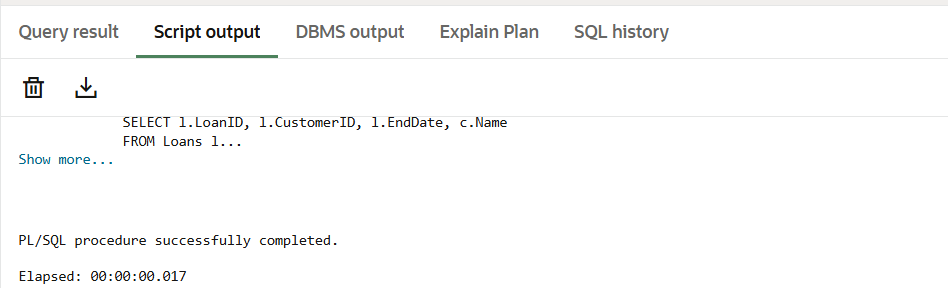 Query result Script output DBMS output Explain Plan SQL history
SELECT l.LoanID, l.CustomerID, l.EndDate, c.Name
FROM Loans l...
Show more...
PL/SQL procedure successfully completed.
Elapsed: 00:00:00.017